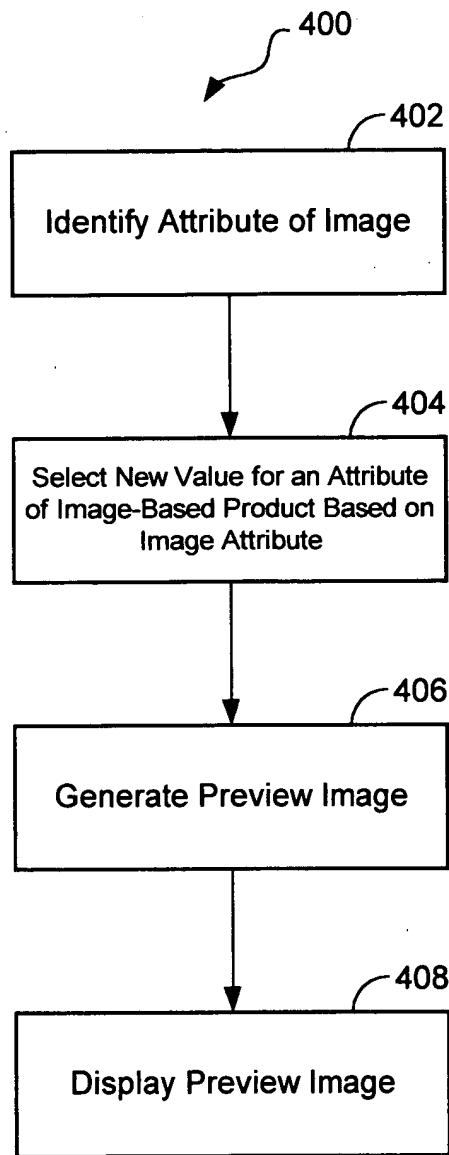 400
402
Identify Attribute of Image
404
Select New Value for an Attribute
of Image-Based Product Based on
Image Attribute
406
Generate Preview Image
408
Display Preview Image